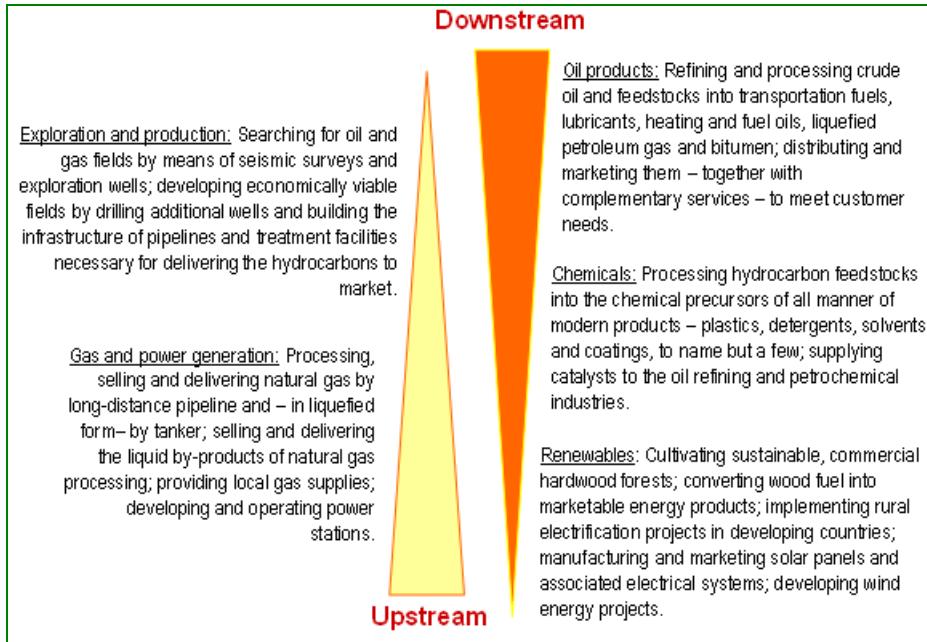 Downstream
Exploration and production: Searching for oil and
gas fields by means of seismic surveys and
exploration wells; developing economically viable
fields by drilling additional wells and building the
infrastructure of pipelines and treatment facilities
necessary for delivering the hydrocarbons to
market.
Gas and power generation: Processing,
selling and delivering natural gas by
long-distance pipeline and – in liquefied
form– by tanker; selling and delivering
the liquid by-products of natural gas
processing; providing local gas supplies;
developing and operating power
stations.
Oil products: Refining and processing crude
oil and feedstocks into transportation fuels,
lubricants, heating and fuel oils, liquefied
petroleum gas and bitumen; distributing and
marketing them – together with
complementary services – to meet customer
needs.
Chemicals: Processing hydrocarbon feedstocks
into the chemical precursors of all manner of
modern products – plastics, detergents, solvents
and coatings, to name but a few; supplying
catalysts to the oil refining and petrochemical
industries.
Renewables: Cultivating sustainable, commercial
hardwood forests; converting wood fuel into
marketable energy products; implementing rural
electrification projects in developing countries;
manufacturing and marketing solar panels and
associated electrical systems; developing wind
energy projects.
Upstream